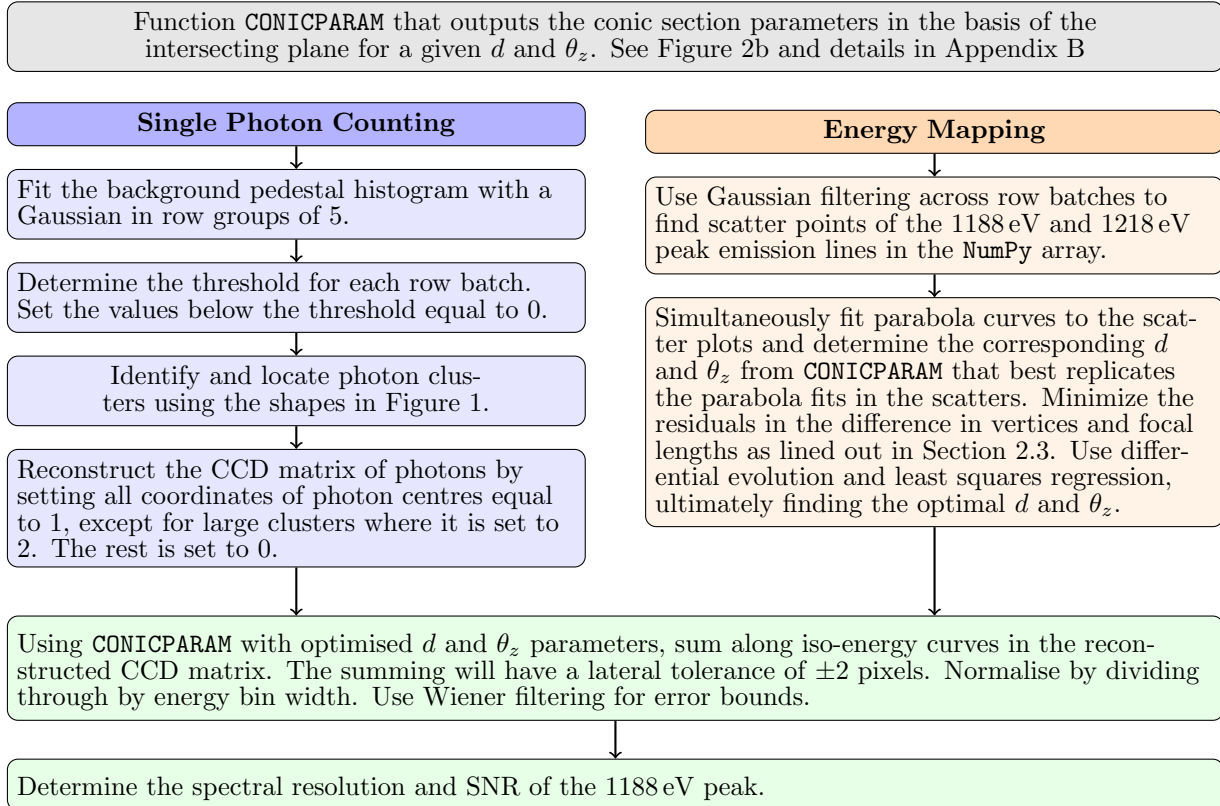 Function CONICPARAM that outputs the conic section parameters in the basis of the
intersecting plane for a given d and θz. See Figure 2b and details in Appendix B
Single Photon Counting
Fit the background pedestal histogram with a
Gaussian in row groups of 5.
Determine the threshold for each row batch.
Set the values below the threshold equal to 0.
Identify and locate photon clus-
ters using the shapes in Figure 1.
Reconstruct the CCD matrix of photons by
setting all coordinates of photon centres equal
to 1, except for large clusters where it is set to
2. The rest is set to 0.
Energy Mapping
Use Gaussian filtering across row batches to
find scatter points of the 1188 eV and 1218 eV
peak emission lines in the NumPy array.
Simultaneously fit parabola curves to the scat-
ter plots and determine the corresponding d
and θz from CONICPARAM that best replicates
the parabola fits in the scatters. Minimize the
residuals in the difference in vertices and focal
lengths as lined out in Section 2.3. Use differ-
ential evolution and least squares regression,
ultimately finding the optimal d and θz.
Using CONICPARAM with optimised d and θz parameters, sum along iso-energy curves in the recon-
structed CCD matrix. The summing will have a lateral tolerance of ±2 pixels. Normalise by dividing
through by energy bin width. Use Wiener filtering for error bounds.
Determine the spectral resolution and SNR of the 1188 eV peak.